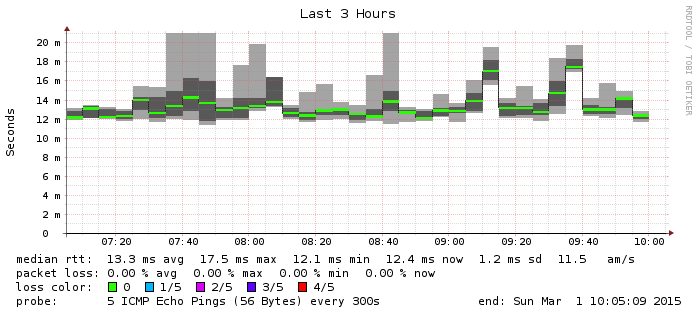 Last 3 Hours
RRDTOOL / TOBI OETIKER
Seconds
20 m
18 m
16 m
14 m
12 m
10 m
8 m
6 m
4 m
2 m
0
07:20 07:40 08:00 08:20 08:40 09:00 09:20 09:40 10:00
median rtt: 13.3 ms avg 17.5 ms max 12.1 ms min 12.4 ms now 1.2 ms sd 11.5 am/s
packet loss: 0.00 % avg 0.00 % max 0.00 % min 0.00 % now
loss color: 0 1/5 2/5 3/5 4/5
probe: 5 ICMP Echo Pings (56 Bytes) every 300s end: Sun Mar 1 10:05:09 2015